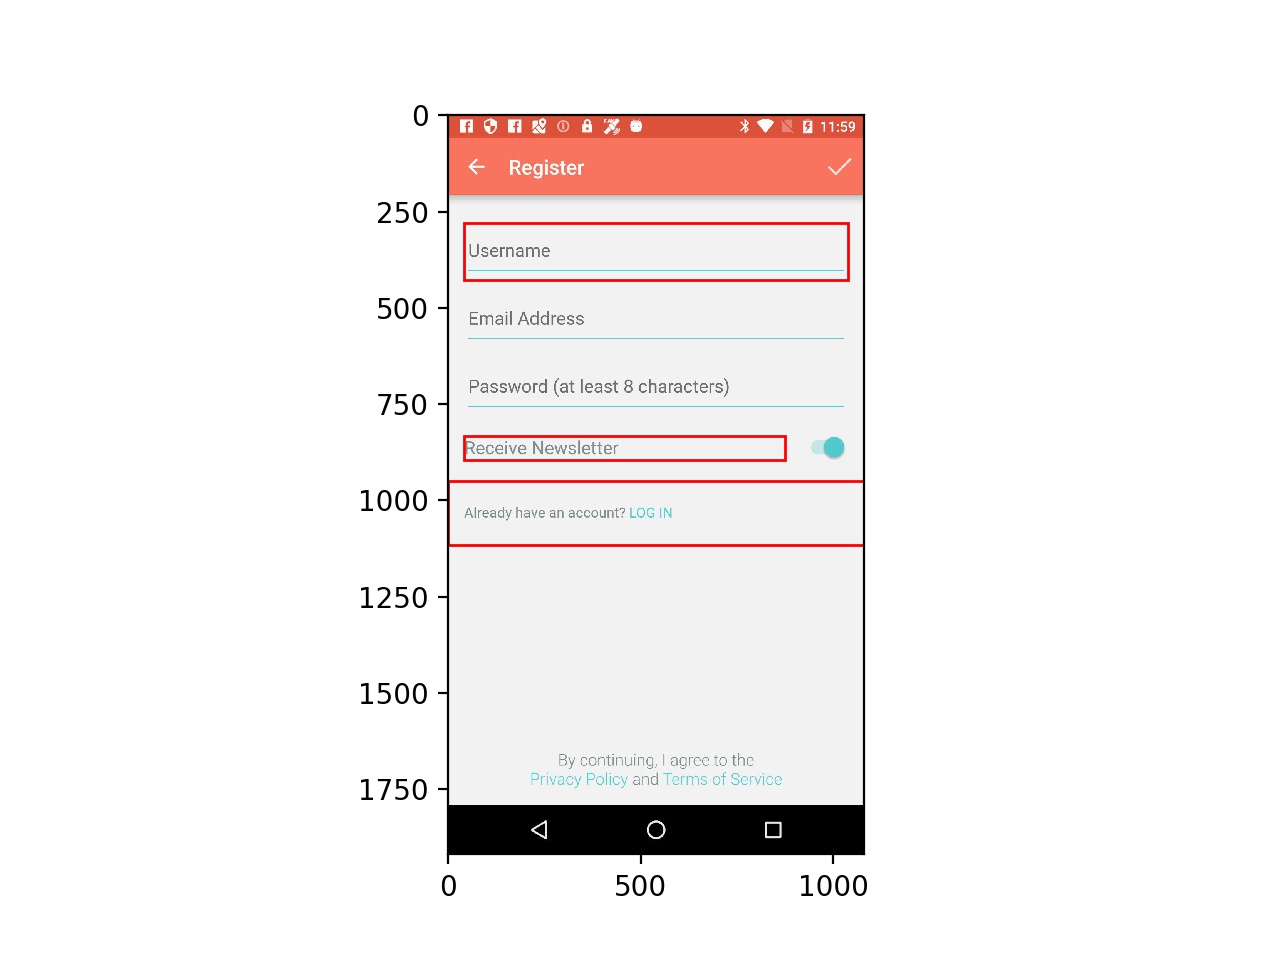 0
250
500
750
1000
1250
1500
1750
11:59
Register
Username
Email Address
Password (at least 8 characters)
Receive Newsletter
Already have an account? LOG IN
By continuing, I agree to the
Privacy Policy and Terms of Service
0 500 1000